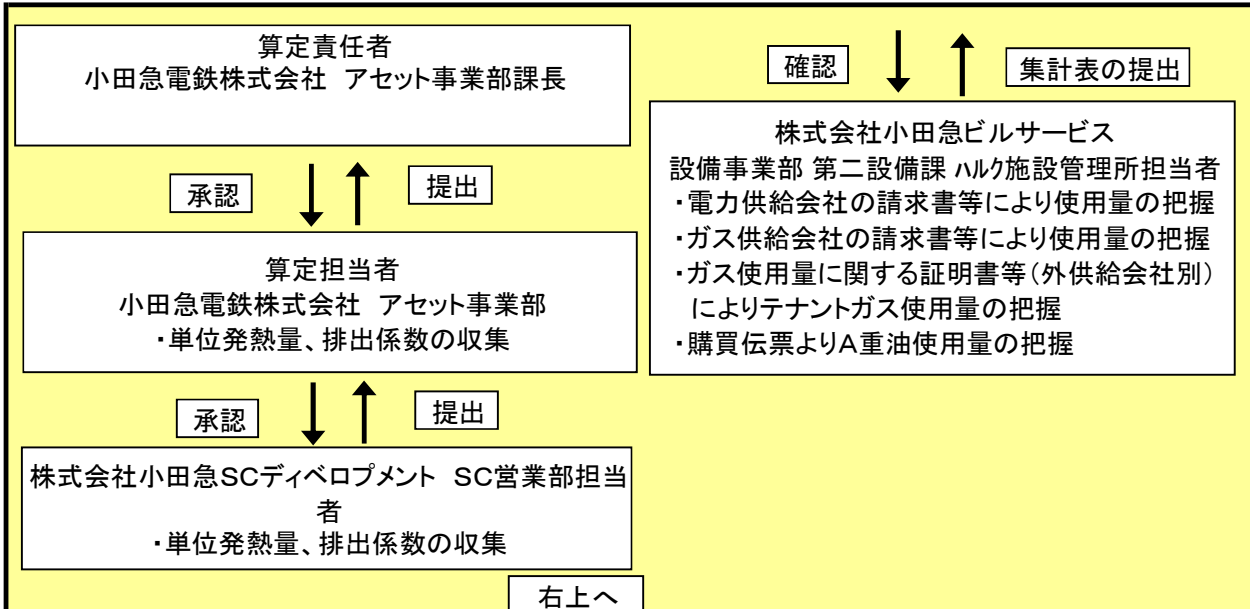 算定責任者
小田急電鉄株式会社　アセット事業部課長
承認
提出
算定担当者
小田急電鉄株式会社　アセット事業部
・単位発熱量、排出係数の収集
承認
提出
株式会社小田急SCディベロプメント　SC営業部担当
者
・単位発熱量、排出係数の収集
右上へ
確認
集計表の提出
株式会社小田急ビルサービス
設備事業部 第二設備課 ﾊﾙｸ施設管理所担当者
・電力供給会社の請求書等により使用量の把握
・ガス供給会社の請求書等により使用量の把握
・ガス使用量に関する証明書等（外供給会社別）
によりテナントガス使用量の把握
・購買伝票よりＡ重油使用量の把握